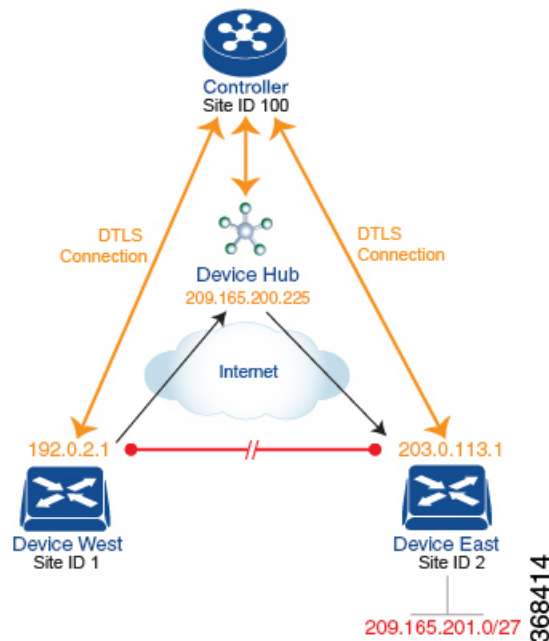 Controller
Site ID 100
DTLS
Connection
DTLS
Connection
Device Hub
209.165.200.225
Internet
192.0.2.1
203.0.113.1
Device West
Site ID 1
Device East
Site ID 2
209.165.201.0/27
368414